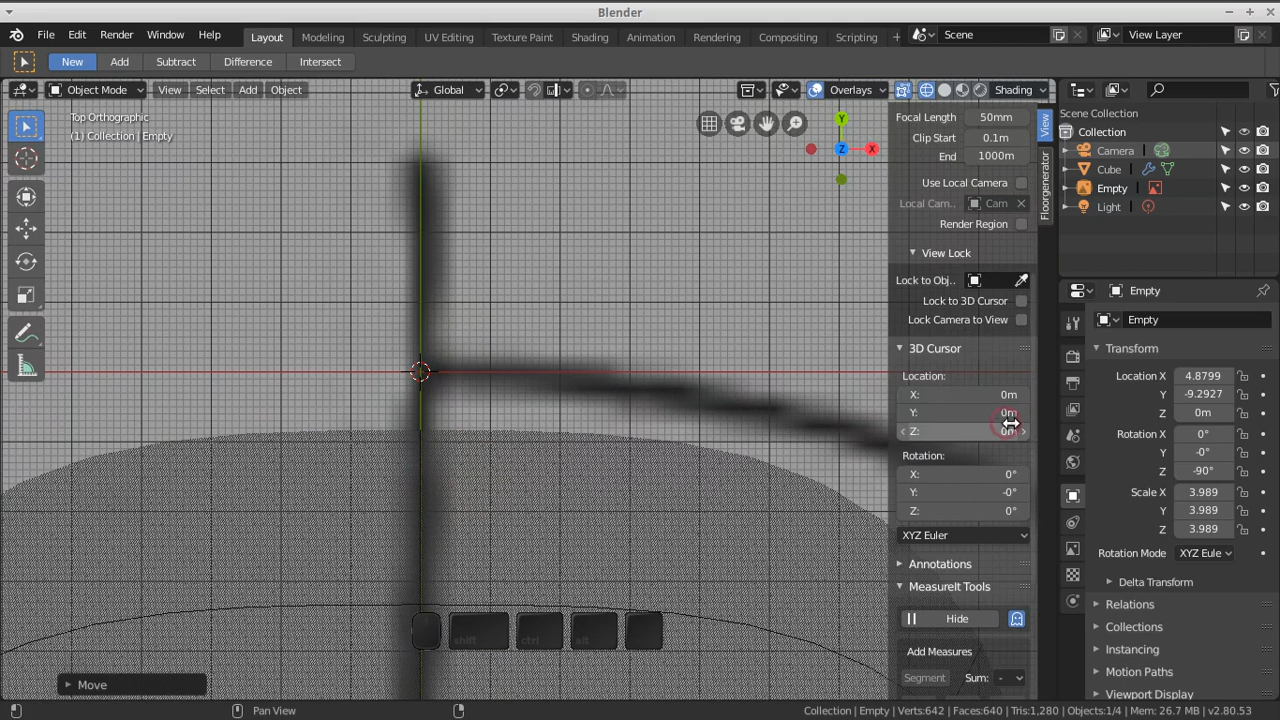 Blender
File Edit Render Window Help Layout Modeling Sculpting UV Editing Texture Paint Shading Animation Rendering Compositing Scripting Scene View Layer
New Add Subtract Difference Intersect
Object Mode View Select Add Object Global Overlays Shading
Top Orthographic
(1) Collection | Empty
Y
Z
X
Focal Length 50mm
Clip Start 0.1m
End 1000m
Use Local Camera
Local Cam.. Cam
Render Region
View Lock
Lock to Obj..
Lock to 3D Cursor
Lock Camera to View
3D Cursor
Location:
X: 0m
Y: 0m
Z: 0m
Rotation:
X: 0°
Y: -0°
Z: 0°
XYZ Euler
Annotations
MeasureIt Tools
Hide
Add Measures
Segment Sum: -
View
Floorgenerator
Scene Collection
Collection
Camera
Cube
Empty
Light
Empty
Empty
Transform
Location X 4.8799
Y -9.2927
Z 0m
Rotation X 0°
Y -0°
Z -90°
Scale X 3.989
Y 3.989
Z 3.989
Rotation Mode XYZ Eule
Delta Transform
Relations
Collections
Instancing
Motion Paths
Viewport Display
shift ctrl alt
Move
Pan View
Collection | Empty | Verts:642 | Faces:640 | Tris:1,280 | Objects:1/4 | Mem: 26.7 MB | v2.80.53